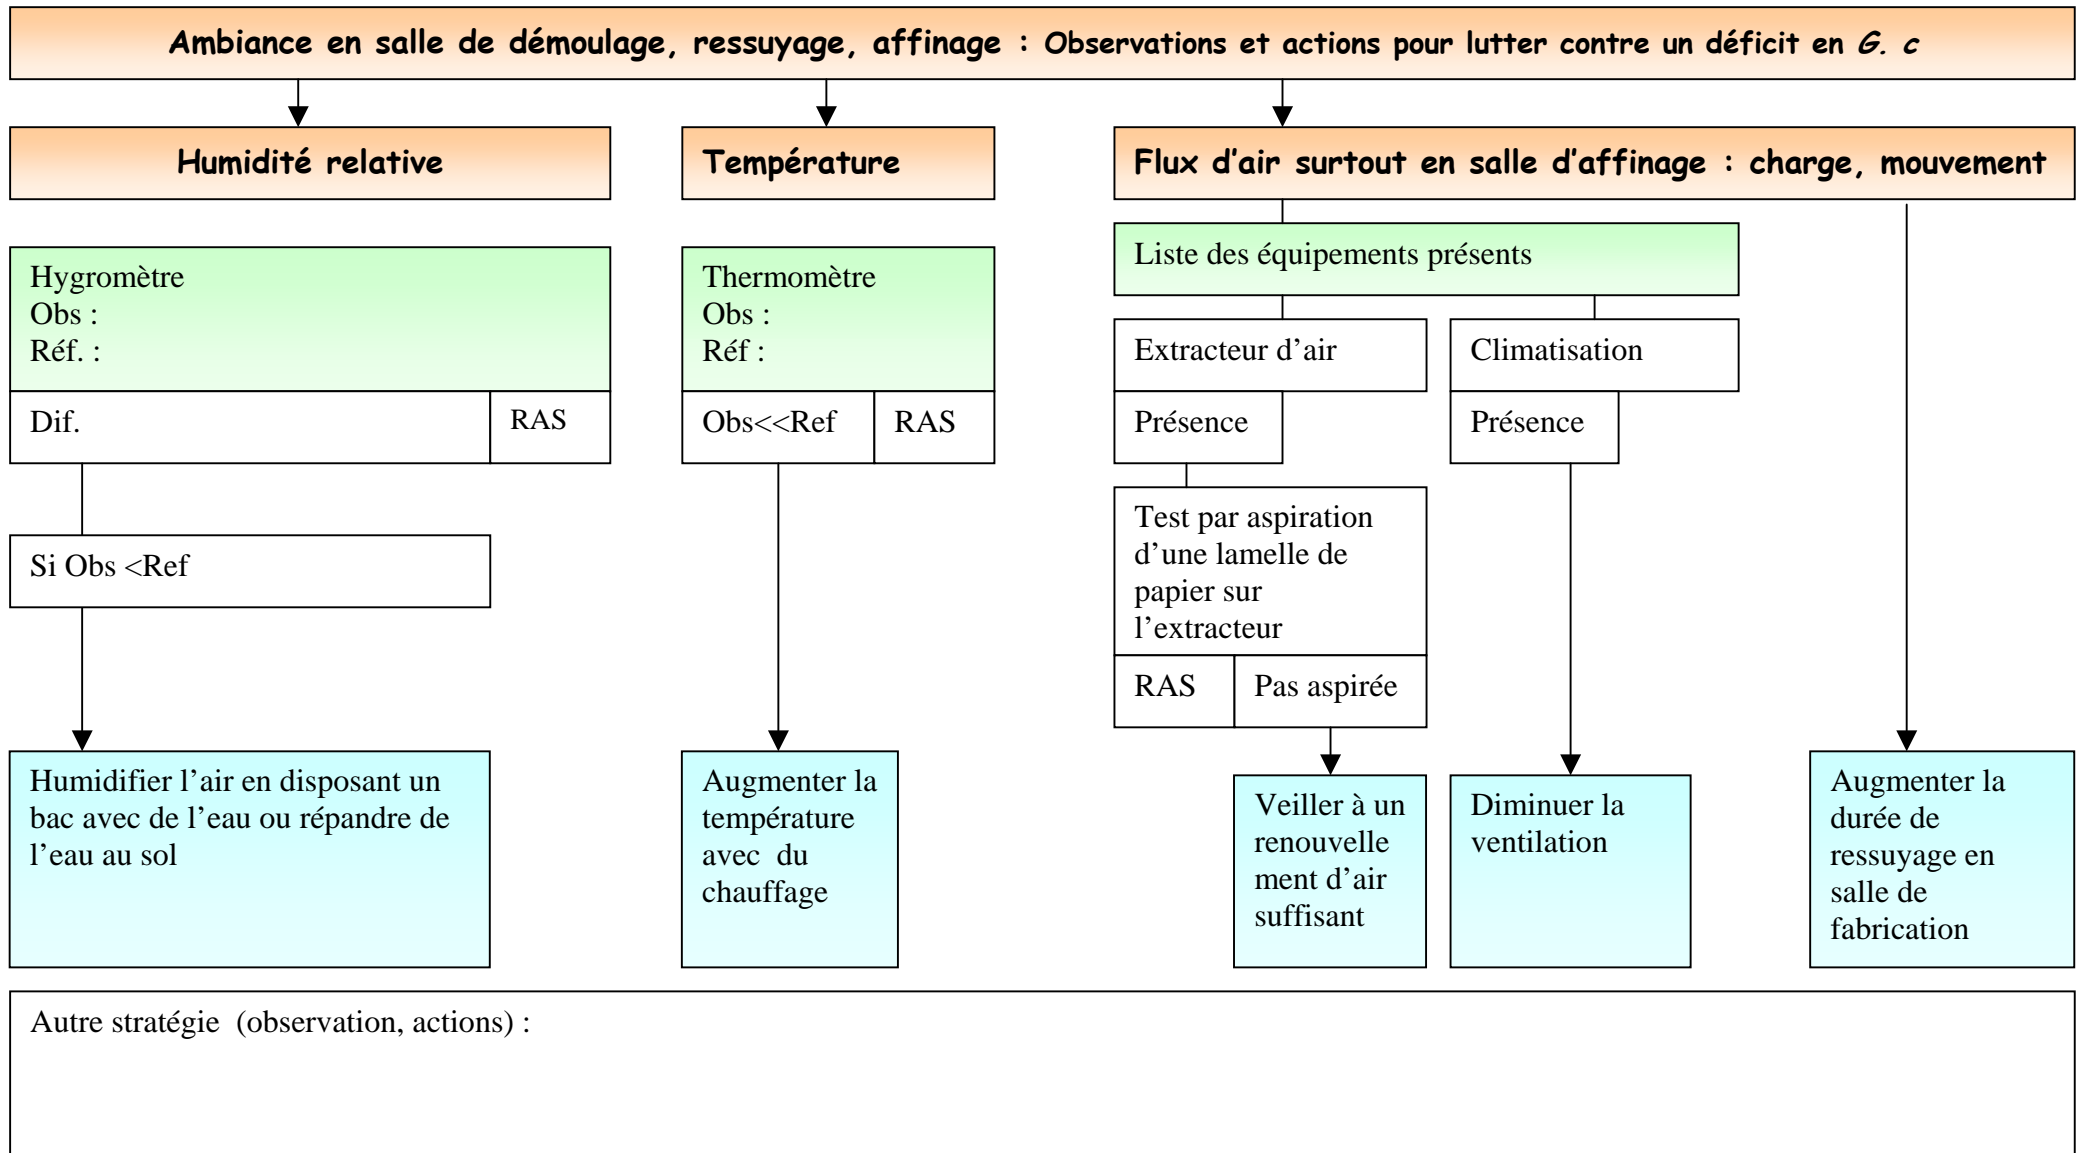 Ambiance en salle de démoulage, ressuyage, affinage : Observations et actions pour lutter contre un déficit en G. c
Humidité relative
Température
Flux d’air surtout en salle d’affinage : charge, mouvement
Hygromètre
Obs :
Réf. :
Dif.
RAS
Si Obs <Ref
Humidifier l’air en disposant un
bac avec de l’eau ou répandre de
l’eau au sol
Thermomètre
Obs :
Réf :
Obs<<Ref
RAS
Augmenter la
température
avec  du
chauffage
Liste des équipements présents
Extracteur d’air
Présence
Test par aspiration
d’une lamelle de
papier sur
l’extracteur
RAS
Pas aspirée
Veiller à un
renouvelle
ment d’air
suffisant
Climatisation
Présence
Diminuer la
ventilation
Augmenter la
durée de
ressuyage en
salle de
fabrication
Autre stratégie  (observation, actions) :